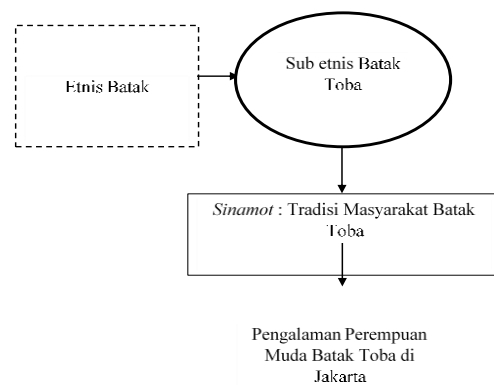 Etnis Batak
Sub etnis Batak
Toba
Sinamot : Tradisi Masyarakat Batak
Toba
Pengalaman Perempuan
Muda Batak Toba di
Jakarta